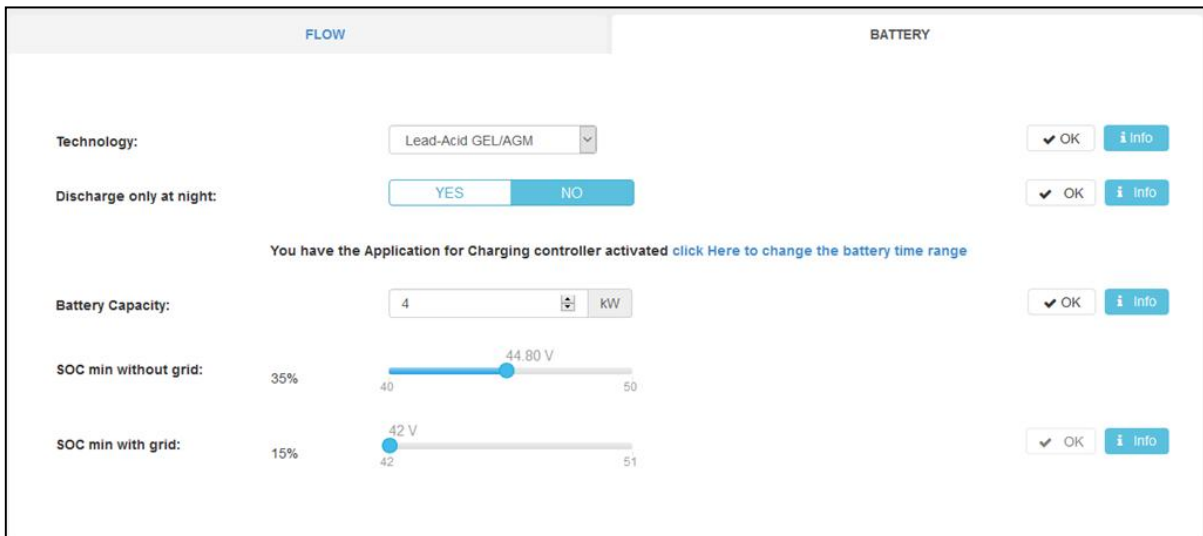 FLOW BATTERY
Technology: Lead-Acid GEL/AGM OK i Info
Discharge only at night: YES NO OK i Info
You have the Application for Charging controller activated click Here to change the battery time range
Battery Capacity: 4 kW OK i Info
44.80 V
SOC min without grid: 35%
40 50
42 V
SOC min with grid: 15% OK i Info
42 51